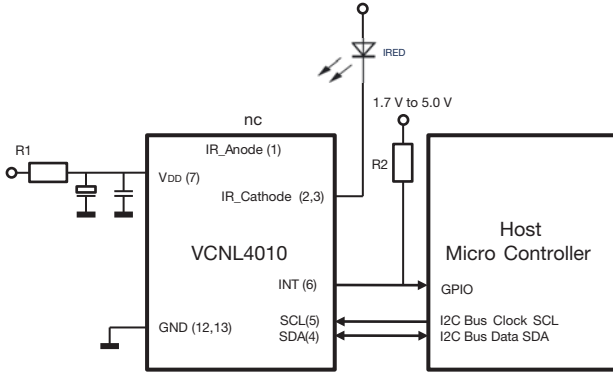 IRED
nc
1.7 V to 5.0 V
R1
IR_Anode (1)
R2
VDD (7)
IR_Cathode (2,3)
Host
Micro Controller
VCNL4010
INT (6)
GPIO
GND (12,13)
SCL(5)
I2C Bus Clock SCL
SDA(4)
I2C Bus Data SDA